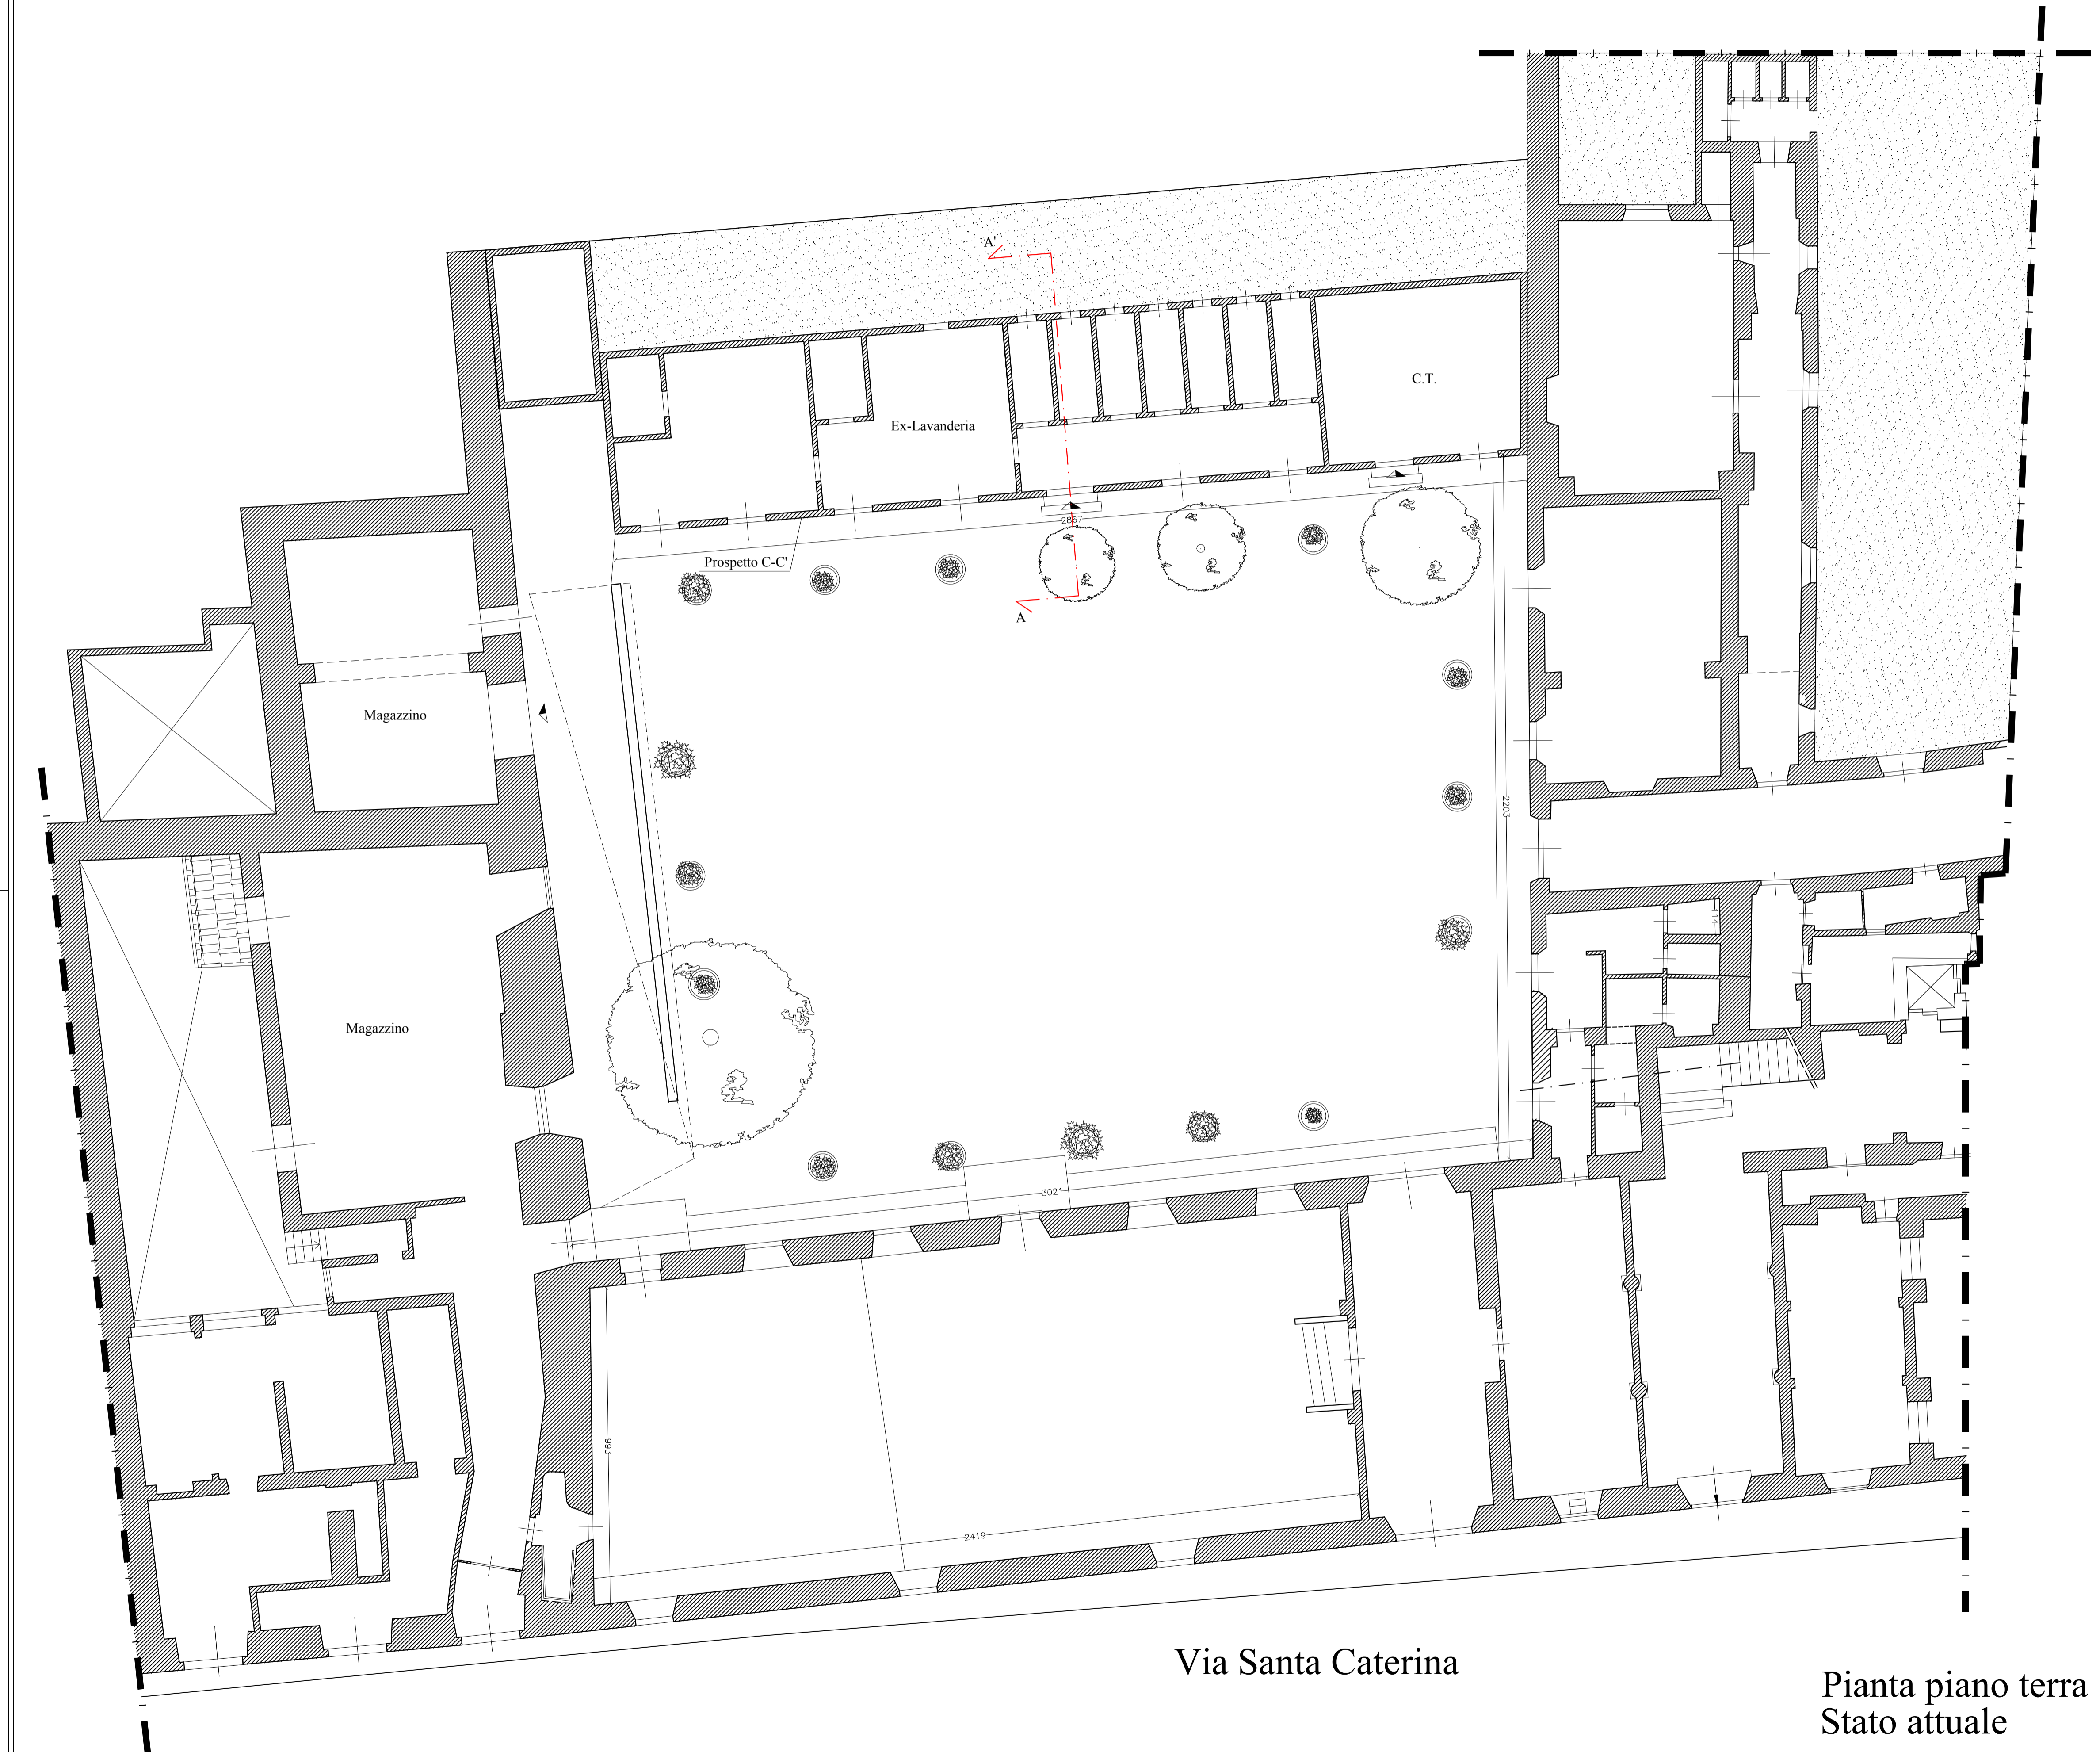 A'
C.T.
Ex-Lavanderia
2867
Prospetto C-C'
A
Magazzino
2203
Magazzino
3021
993
2419
Via Santa Caterina
Pianta piano terra
Stato attuale